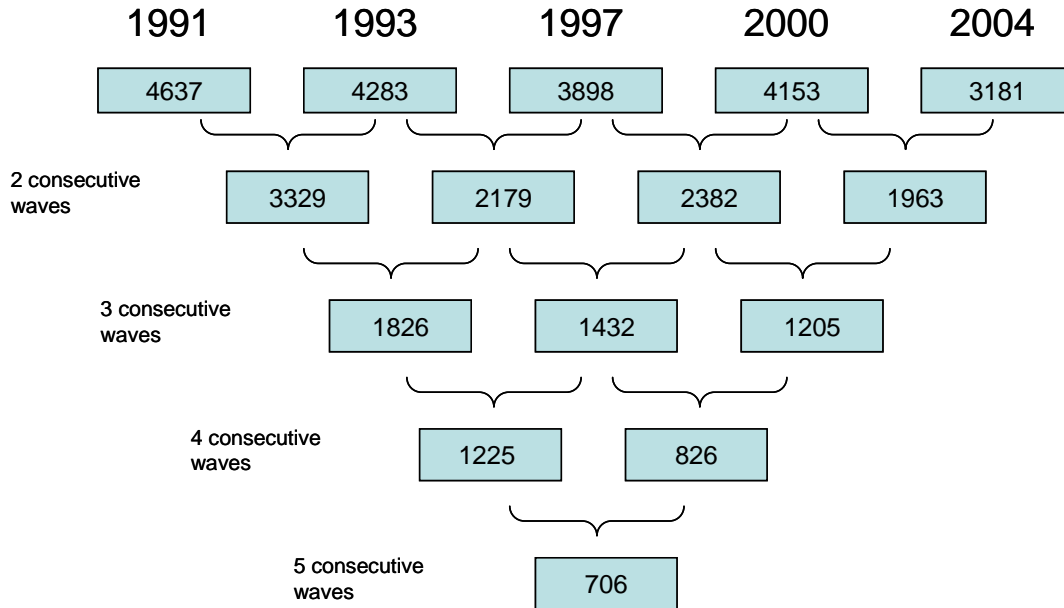 1991 1993 1997 2000 2004
4637 4283 3898 4153 3181
2 consecutive
waves
3329 2179 2382 1963
3 consecutive
waves
1826 1432 1205
4 consecutive
waves
1225 826
5 consecutive
waves
706